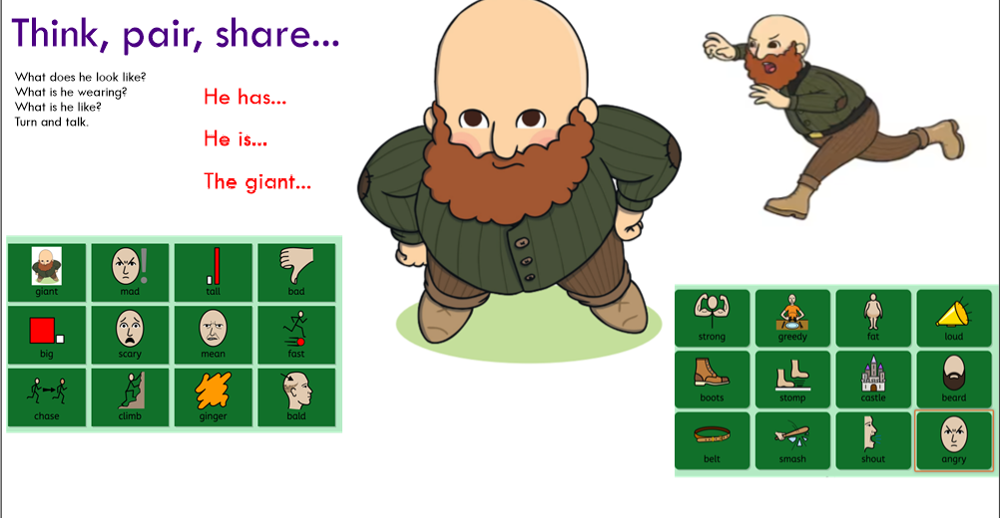 Think, pair, share...
What does he look like?
What is he wearing?
What is he like?
Turn and talk.
He has...
He is...
The giant...
giant mad tall bad
big scary mean fast
chase climb ginger bald
strong greedy fat loud
boots stomp castle beard
belt smash shout angry